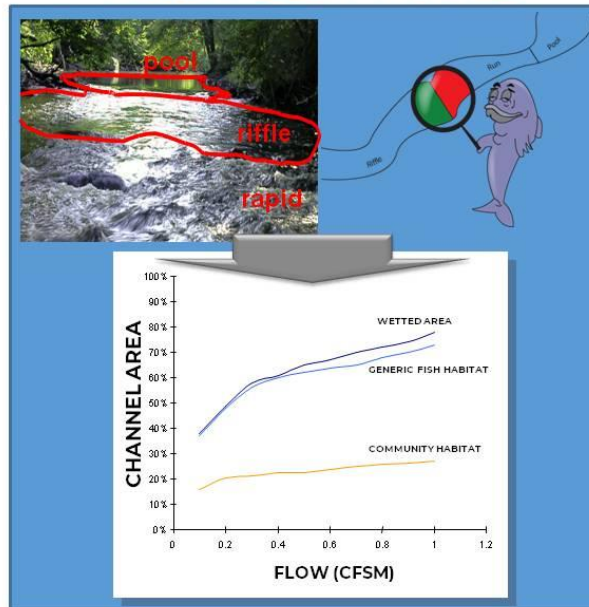 pool
riffle
rapid
Run
Pool
Riffle
CHANNEL AREA
100%
90%
80%
70%
60%
50%
40%
30%
20%
10%
0%
WETTED AREA
GENERIC FISH HABITAT
COMMUNITY HABITAT
0 0.2 0.4 0.6 0.8 1 1.2
FLOW (CFSM)